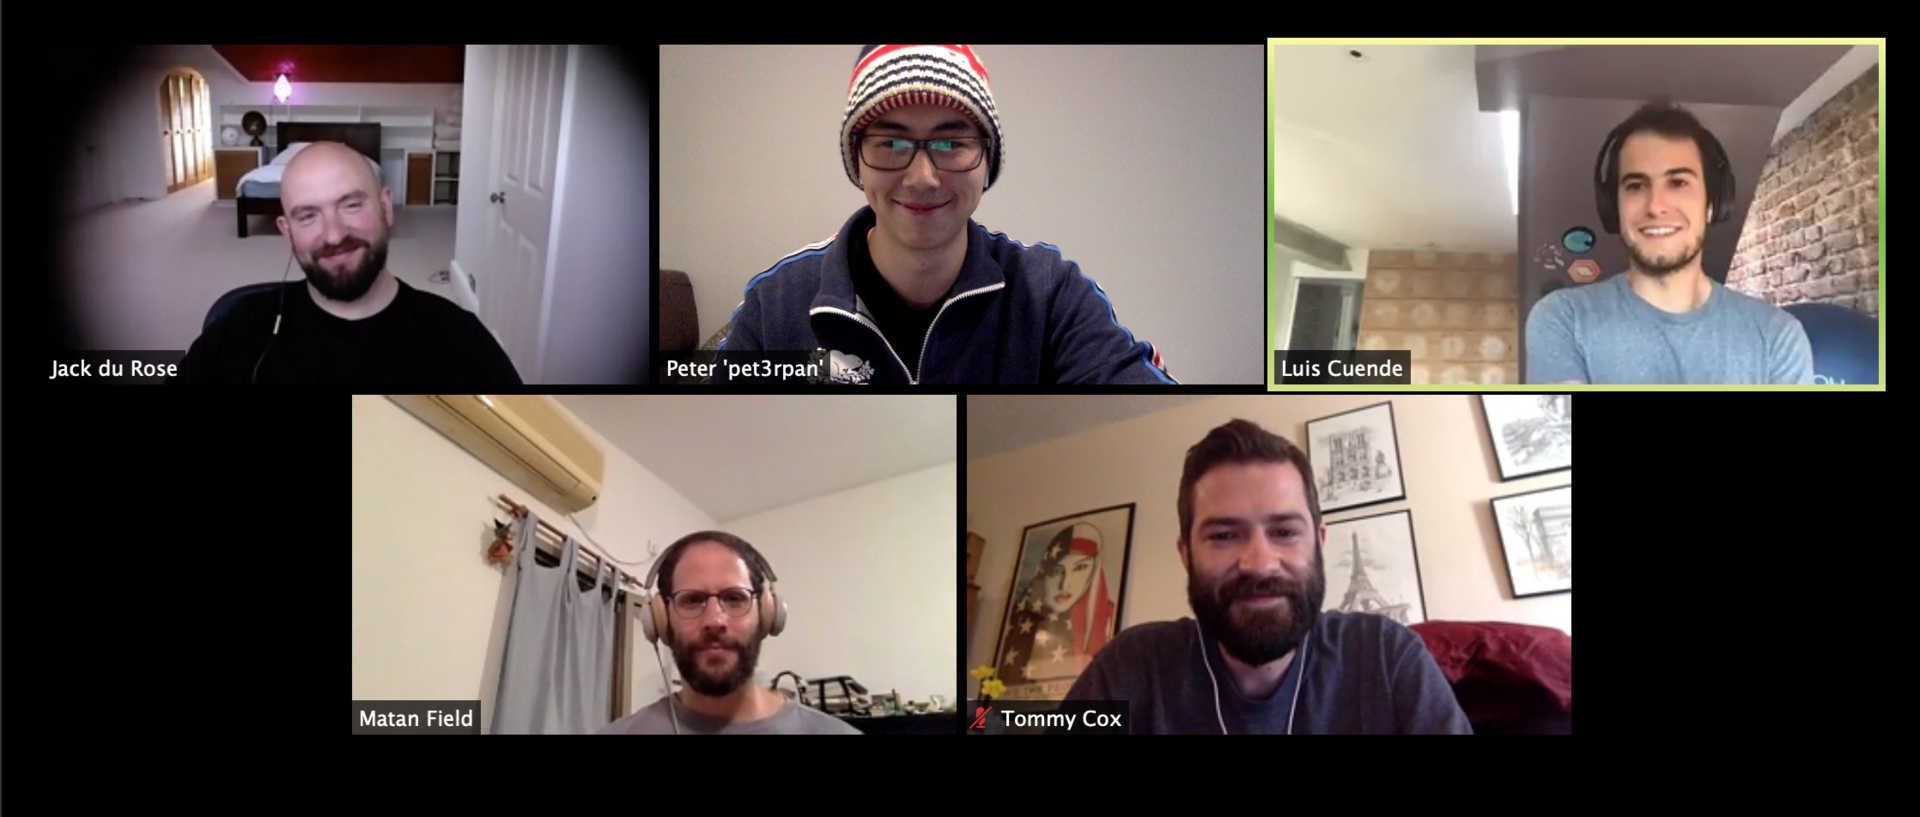 Jack du Rose
Peter 'pet3rpan'
Luis Cuende
Matan Field
Tommy Cox